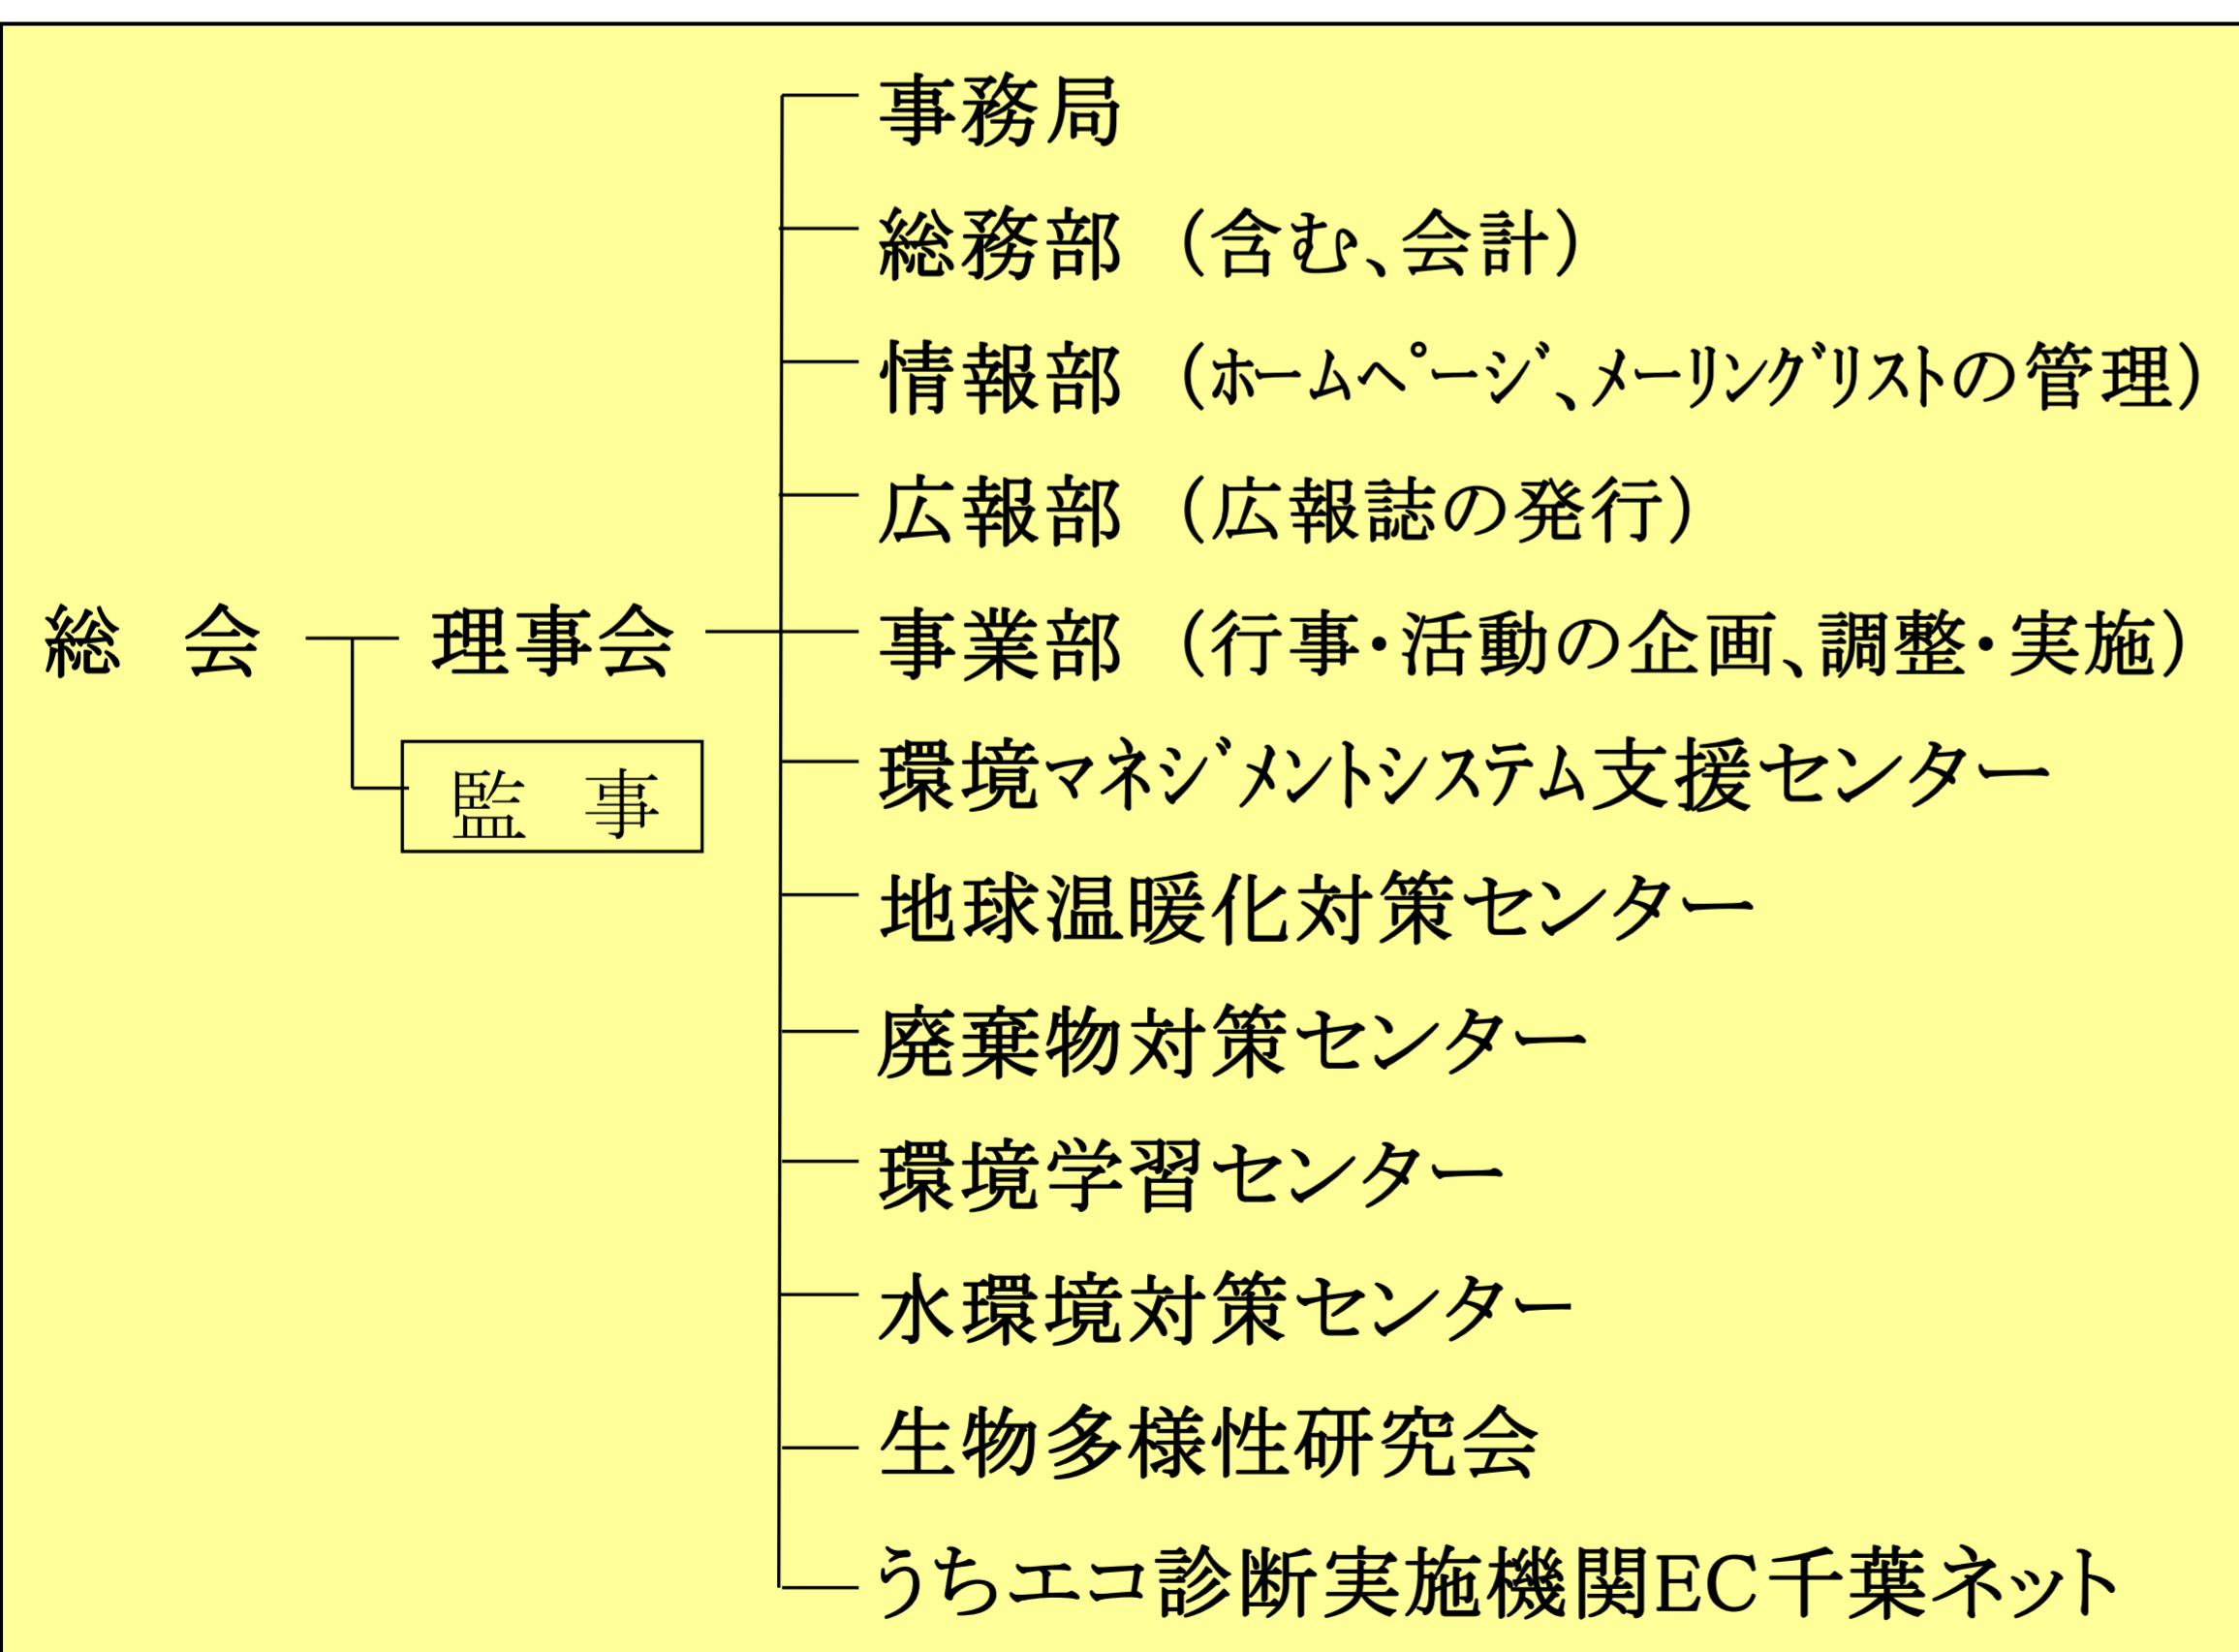 総　会
理事会
監　事
事務局
総務部（含む、会計）
情報部（ホームページ、メーリングリストの管理）
広報部（広報誌の発行）
事業部（行事・活動の企画、調整・実施）
環境マネジメントシステム支援センター
地球温暖化対策センター
廃棄物対策センター
環境学習センター
水環境対策センター
生物多様性研究会
うちエコ診断実施機関EC千葉ネット